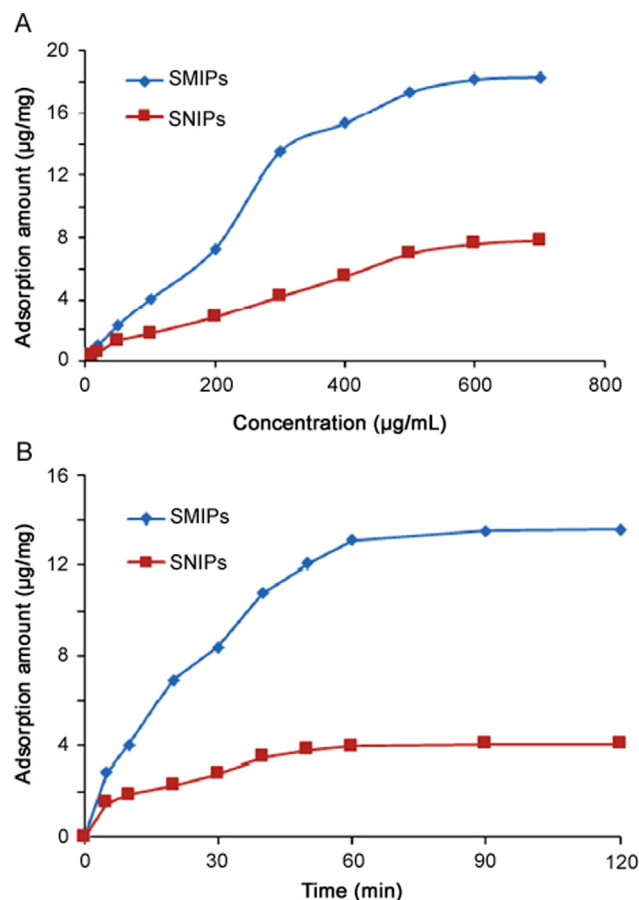 A
20
16
12
8
4
0
Adsorption amount (µg/mg)
SMIPs
SNIPs
0 200 400 600 800
Concentration (µg/mL)
B
16
12
8
4
0
Adsorption amount (µg/mg)
SMIPs
SNIPs
0 30 60 90 120
Time (min)